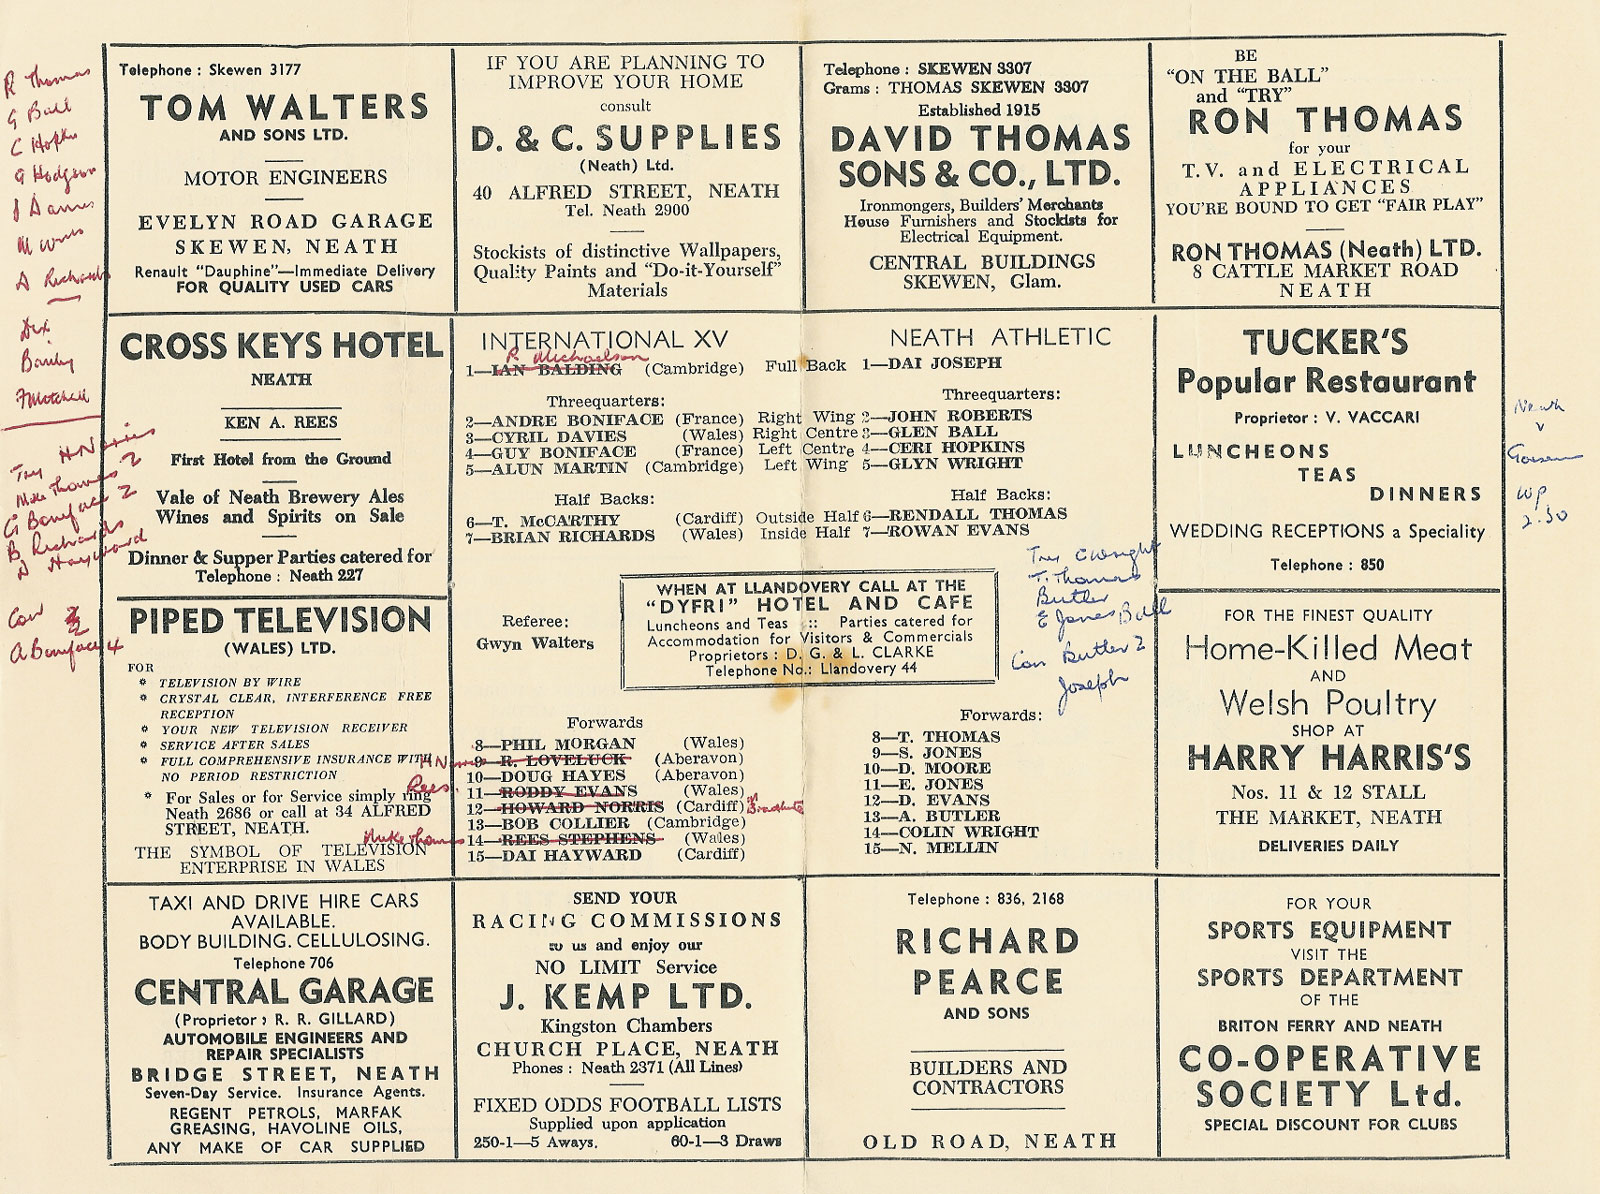 R Thomas
G Ball
C Hopkins
G Hodgson
J Davies
D Richards
Dix
F Mitchell
Try H Norris
Mike Thomas 2
G Boniface 2
B Richards
D Hayward
Con
A Boniface 4
Telephone : Skewen 3177
TOM WALTERS
AND SONS LTD.
MOTOR ENGINEERS
EVELYN ROAD GARAGE
SKEWEN, NEATH
Renault "Dauphine"—Immediate Delivery
FOR QUALITY USED CARS
IF YOU ARE PLANNING TO
IMPROVE YOUR HOME
consult
D. & C. SUPPLIES
(Neath) Ltd.
40 ALFRED STREET, NEATH
Tel. Neath 2900
Stockists of distinctive Wallpapers,
Quality Paints and "Do-it-Yourself"
Materials
Telephone : SKEWEN 3307
Grams : THOMAS SKEWEN 3307
Established 1915
DAVID THOMAS
SONS & CO., LTD.
Ironmongers, Builders' Merchants
House Furnishers and Stockists for
Electrical Equipment.
CENTRAL BUILDINGS
SKEWEN, Glam.
BE
"ON THE BALL"
and "TRY"
RON THOMAS
for your
T.V. and ELECTRICAL
APPLIANCES
YOU'RE BOUND TO GET "FAIR PLAY"
RON THOMAS (Neath) LTD.
8 CATTLE MARKET ROAD
NEATH
CROSS KEYS HOTEL
NEATH
KEN A. REES
First Hotel from the Ground
Vale of Neath Brewery Ales
Wines and Spirits on Sale
Dinner & Supper Parties catered for
Telephone : Neath 227
PIPED TELEVISION
(WALES) LTD.
FOR
* TELEVISION BY WIRE
* CRYSTAL CLEAR, INTERFERENCE FREE
RECEPTION
* YOUR NEW TELEVISION RECEIVER
* SERVICE AFTER SALES
* FULL COMPREHENSIVE INSURANCE WITH
NO PERIOD RESTRICTION
* For Sales or for Service simply ring
Neath 2686 or call at 34 ALFRED
STREET, NEATH.
THE SYMBOL OF TELEVISION
ENTERPRISE IN WALES
INTERNATIONAL XV NEATH ATHLETIC
P. Michaelson
1—IAN BALDING (Cambridge) Full Back 1—DAI JOSEPH
Threequarters: Threequarters:
2—ANDRE BONIFACE (France) Right Wing 2—JOHN ROBERTS
3—CYRIL DAVIES (Wales) Right Centre 3—GLEN BALL
4—GUY BONIFACE (France) Left Centre 4—CERI HOPKINS
5—ALUN MARTIN (Cambridge) Left Wing 5—GLYN WRIGHT
Half Backs: Half Backs:
6—T. McCARTHY (Cardiff) Outside Half 6—RENDALL THOMAS
7—BRIAN RICHARDS (Wales) Inside Half 7—ROWAN EVANS
Referee:
Gwyn Walters
WHEN AT LLANDOVERY CALL AT THE
"DYFRI" HOTEL AND CAFE
Luncheons and Teas :: Parties catered for
Accommodation for Visitors & Commercials
Proprietors : D. G. & L. CLARKE
Telephone No.: Llandovery 44
Try C Wright
T. Thomas
Butler
E Jones Ball
Con Butler 2
Joseph
Forwards Forwards:
8—PHIL MORGAN (Wales) 8—T. THOMAS
H Norris 9—R. LOVELUCK (Aberavon) 9—S. JONES
10—DOUG HAYES (Aberavon) 10—D. MOORE
Rees 11—RODDY EVANS (Wales) 11—E. JONES
12—HOWARD NORRIS (Cardiff) 12—D. EVANS
13—BOB COLLIER (Cambridge) 13—A. BUTLER
Mike Thomas 14—REES STEPHENS (Wales) 14—COLIN WRIGHT
15—DAI HAYWARD (Cardiff) 15—N. MELLIN
TUCKER'S
Popular Restaurant
Proprietor : V. VACCARI
LUNCHEONS
TEAS
DINNERS
WEDDING RECEPTIONS a Speciality
Telephone : 850
Neath
v
WP
2.30
FOR THE FINEST QUALITY
Home-Killed Meat
AND
Welsh Poultry
SHOP AT
HARRY HARRIS'S
Nos. 11 & 12 STALL
THE MARKET, NEATH
DELIVERIES DAILY
TAXI AND DRIVE HIRE CARS
AVAILABLE.
BODY BUILDING. CELLULOSING.
Telephone 706
CENTRAL GARAGE
(Proprietor : R. R. GILLARD)
AUTOMOBILE ENGINEERS AND
REPAIR SPECIALISTS
BRIDGE STREET, NEATH
Seven-Day Service. Insurance Agents.
REGENT PETROLS, MARFAK
GREASING, HAVOLINE OILS,
ANY MAKE OF CAR SUPPLIED
SEND YOUR
RACING COMMISSIONS
to us and enjoy our
NO LIMIT Service
J. KEMP LTD.
Kingston Chambers
CHURCH PLACE, NEATH
Phones : Neath 2371 (All Lines)
FIXED ODDS FOOTBALL LISTS
Supplied upon application
250-1—5 Aways. 60-1—3 Draws
Telephone : 836, 2168
RICHARD
PEARCE
AND SONS
BUILDERS AND
CONTRACTORS
OLD ROAD, NEATH
FOR YOUR
SPORTS EQUIPMENT
VISIT THE
SPORTS DEPARTMENT
OF THE
BRITON FERRY AND NEATH
CO-OPERATIVE
SOCIETY Ltd.
SPECIAL DISCOUNT FOR CLUBS